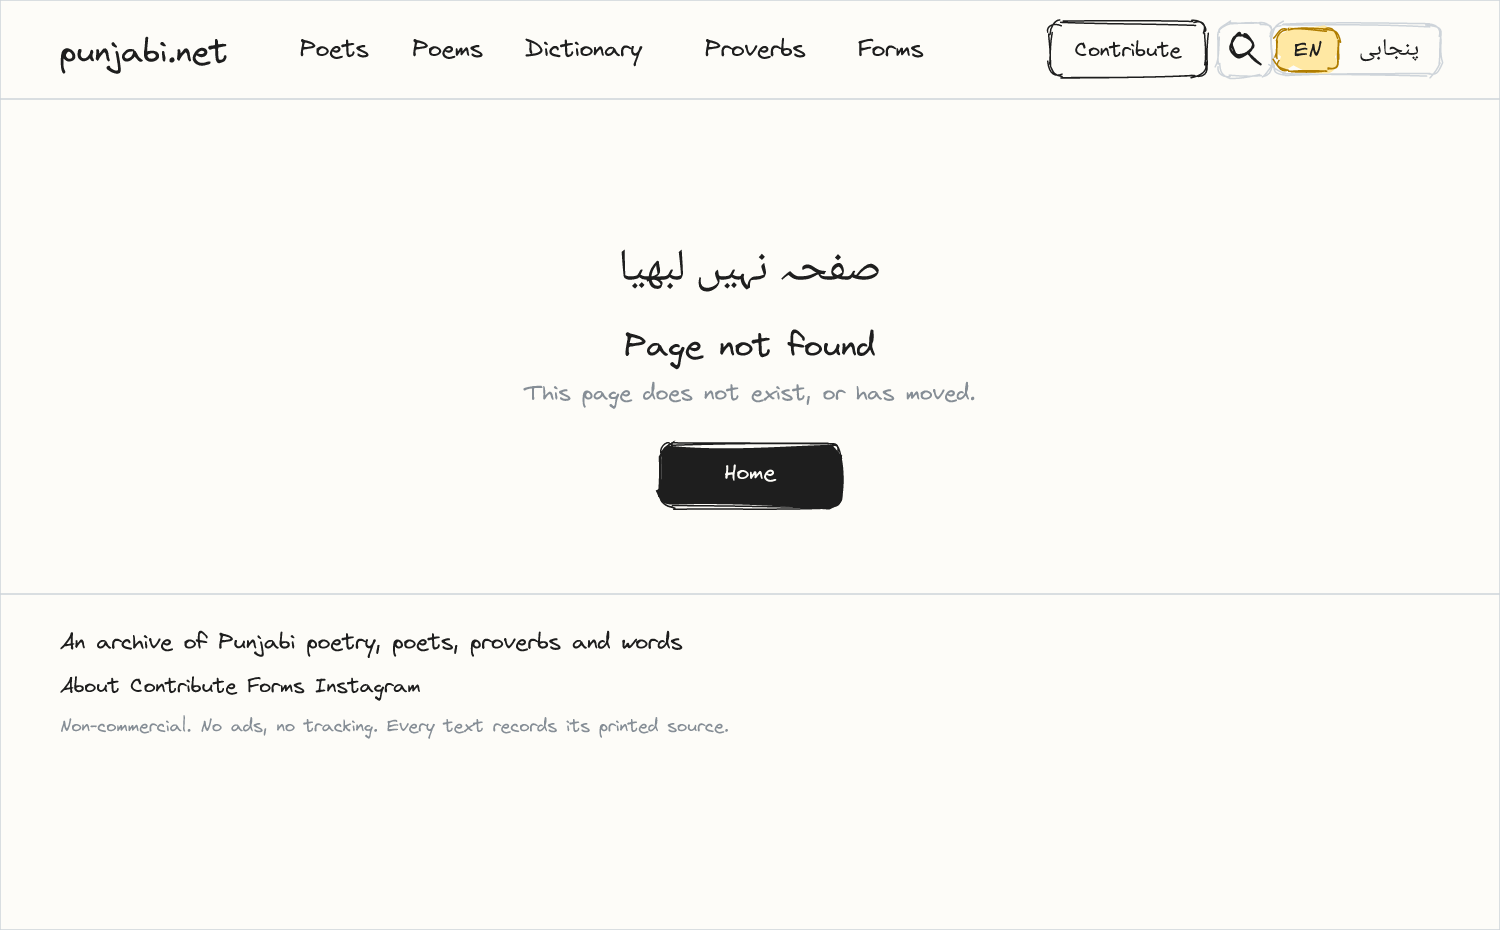 punjabi.net Poets Poems Dictionary Proverbs Forms Contribute EN پنجابی
صفحہ نہیں لبھیا
Page not found
This page does not exist, or has moved.
Home
An archive of Punjabi poetry, poets, proverbs and words
About Contribute Forms Instagram
Non-commercial. No ads, no tracking. Every text records its printed source.